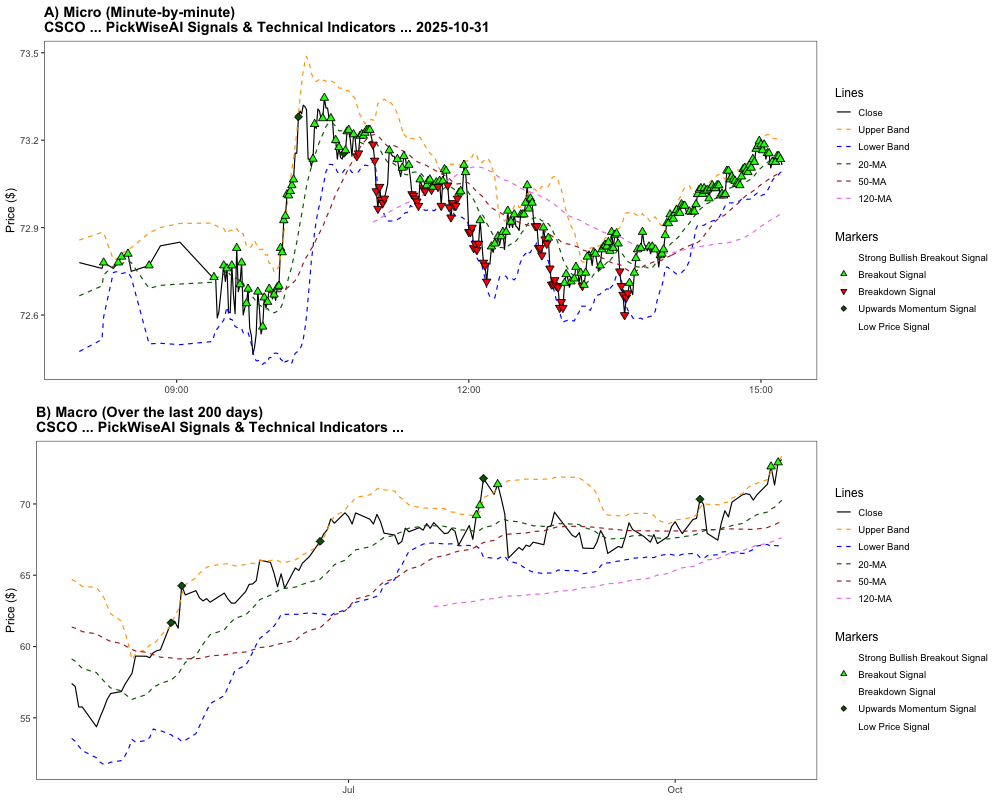 A) Micro (Minute-by-minute)
CSCO ... PickWiseAI Signals & Technical Indicators ... 2025-10-31
73.5
73.2
72.9
72.6
Price ($)
09:00
12:00
15:00
Lines
Close
Upper Band
Lower Band
20-MA
50-MA
120-MA
Markers
Strong Bullish Breakout Signal
Breakout Signal
Breakdown Signal
Upwards Momentum Signal
Low Price Signal
B) Macro (Over the last 200 days)
CSCO ... PickWiseAI Signals & Technical Indicators ...
70
65
60
55
Price ($)
Jul
Oct
Lines
Close
Upper Band
Lower Band
20-MA
50-MA
120-MA
Markers
Strong Bullish Breakout Signal
Breakout Signal
Breakdown Signal
Upwards Momentum Signal
Low Price Signal